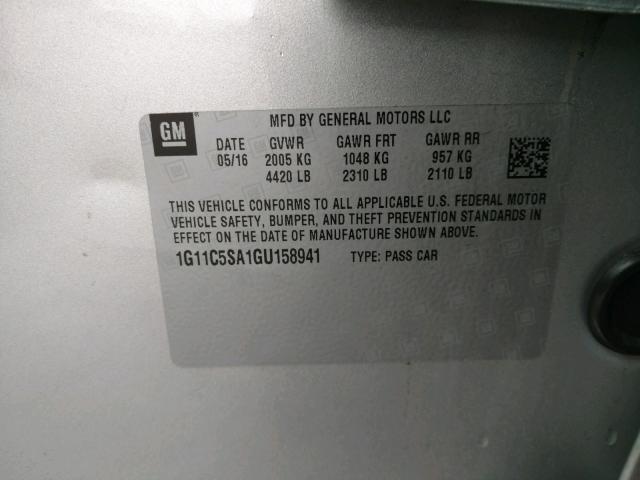 GM ® MFD BY GENERAL MOTORS LLC
DATE GVWR GAWR FRT GAWR RR
05/16 2005 KG 1048 KG 957 KG
4420 LB 2310 LB 2110 LB
THIS VEHICLE CONFORMS TO ALL APPLICABLE U.S. FEDERAL MOTOR
VEHICLE SAFETY, BUMPER, AND THEFT PREVENTION STANDARDS IN
EFFECT ON THE DATE OF MANUFACTURE SHOWN ABOVE.
1G11C5SA1GU158941 TYPE: PASS CAR